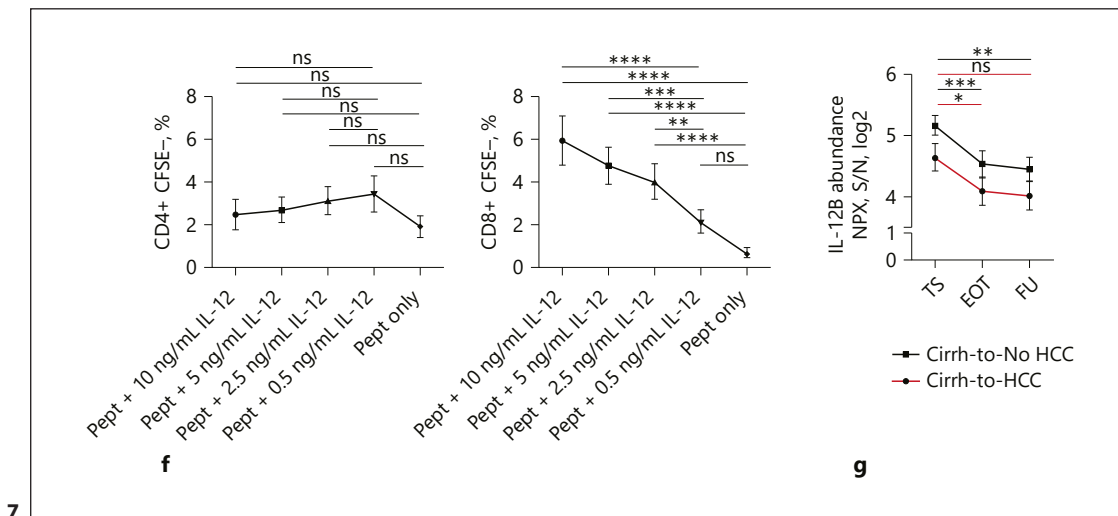 ns
ns
ns
ns
ns
ns
ns
8
6
4
2
0
CD4+ CFSE–, %
Pept + 10 ng/mL IL-12
Pept + 5 ng/mL IL-12
Pept + 2.5 ng/mL IL-12
Pept + 0.5 ng/mL IL-12
Pept only
f
****
****
***
****
**
****
ns
8
6
4
2
0
CD8+ CFSE–, %
Pept + 10 ng/mL IL-12
Pept + 5 ng/mL IL-12
Pept + 2.5 ng/mL IL-12
Pept + 0.5 ng/mL IL-12
Pept only
**
ns
***
*
6
5
4
1
0
IL-12B abundance
NPX, S/N, log2
TS
EOT
FU
Cirrh-to-No HCC
Cirrh-to-HCC
g
7